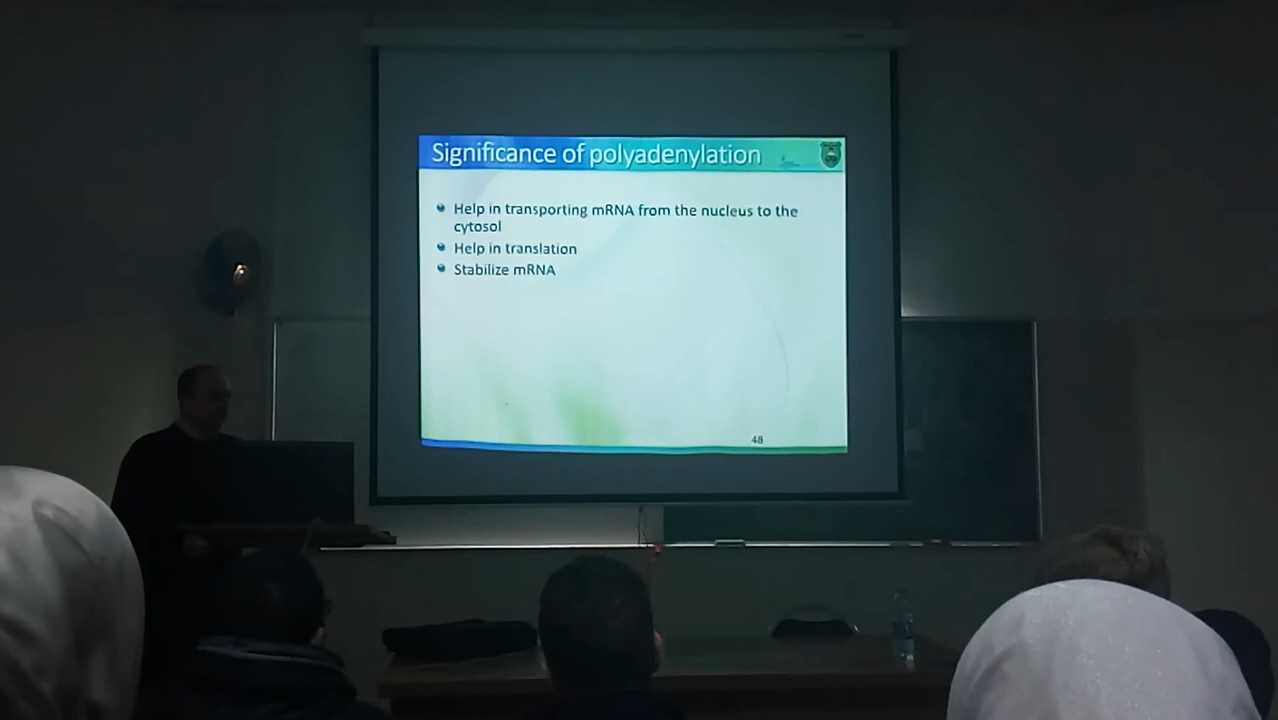 Significance of polyadenylation
Help in transporting mRNA from the nucleus to the
cytosol
Help in translation
Stabilize mRNA
48